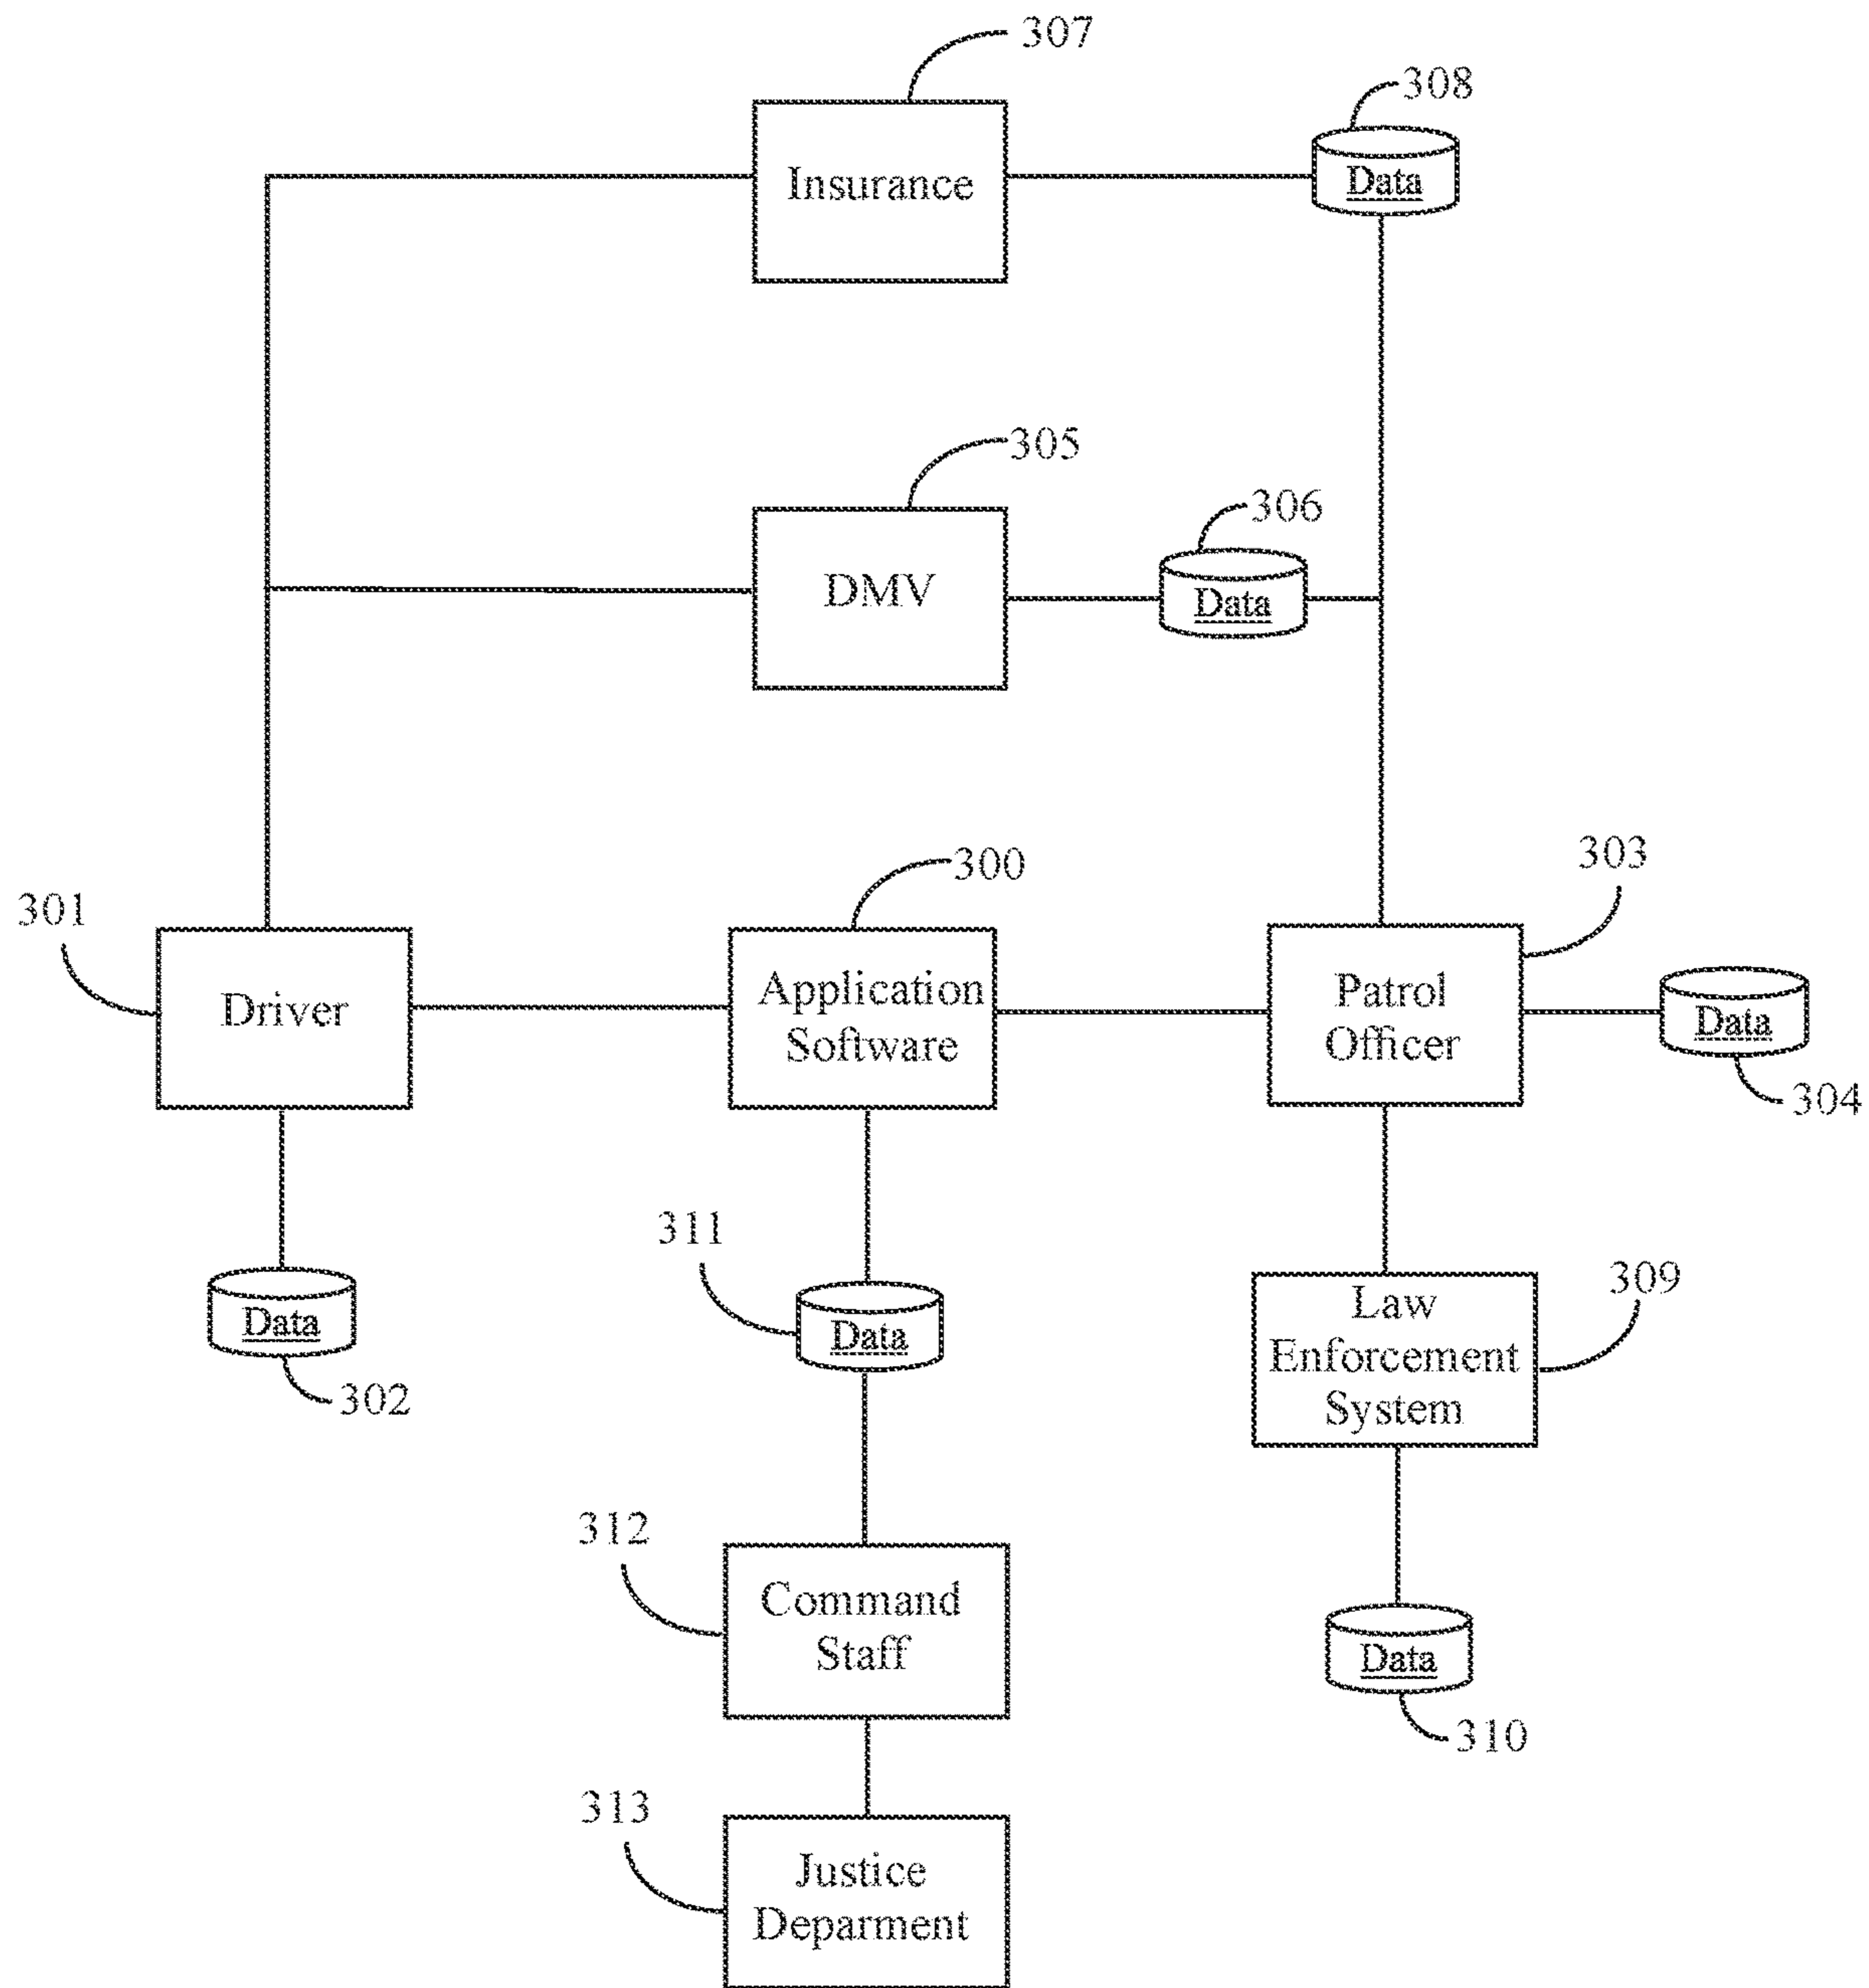 307
308
Insurance
Data
305
306
DMV
Data
300
303
301
Driver
Application
Software
Patrol
Officer
Data
304
311
309
Data
302
Data
Law
Enforcement
System
312
Command
Staff
Data
310
313
Justice
Deparment